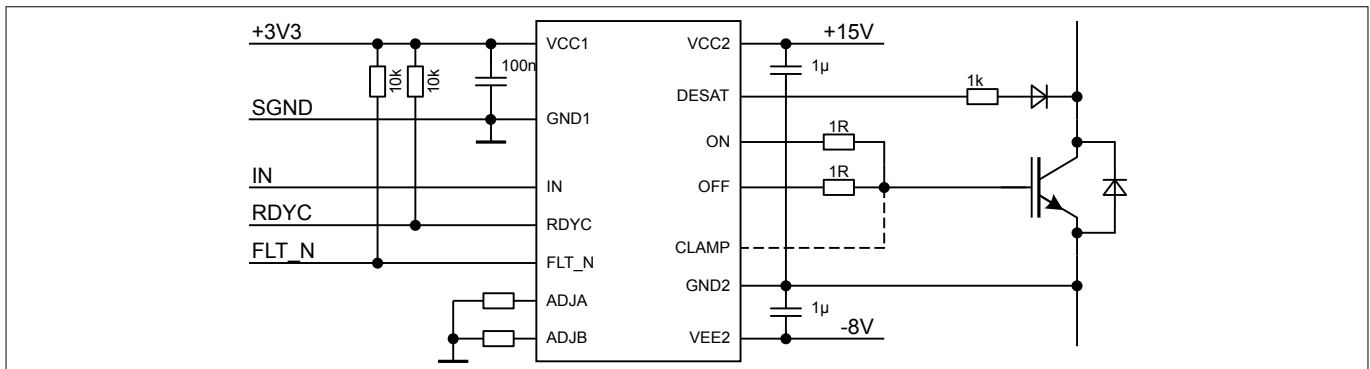 +3V3
VCC1
VCC2
+15V
10k
10k
100n
1µ
1k
DESAT
SGND
GND1
ON
1R
IN
IN
OFF
1R
RDYC
RDYC
CLAMP
FLT_N
FLT_N
GND2
ADJA
1µ
ADJB
VEE2
-8V